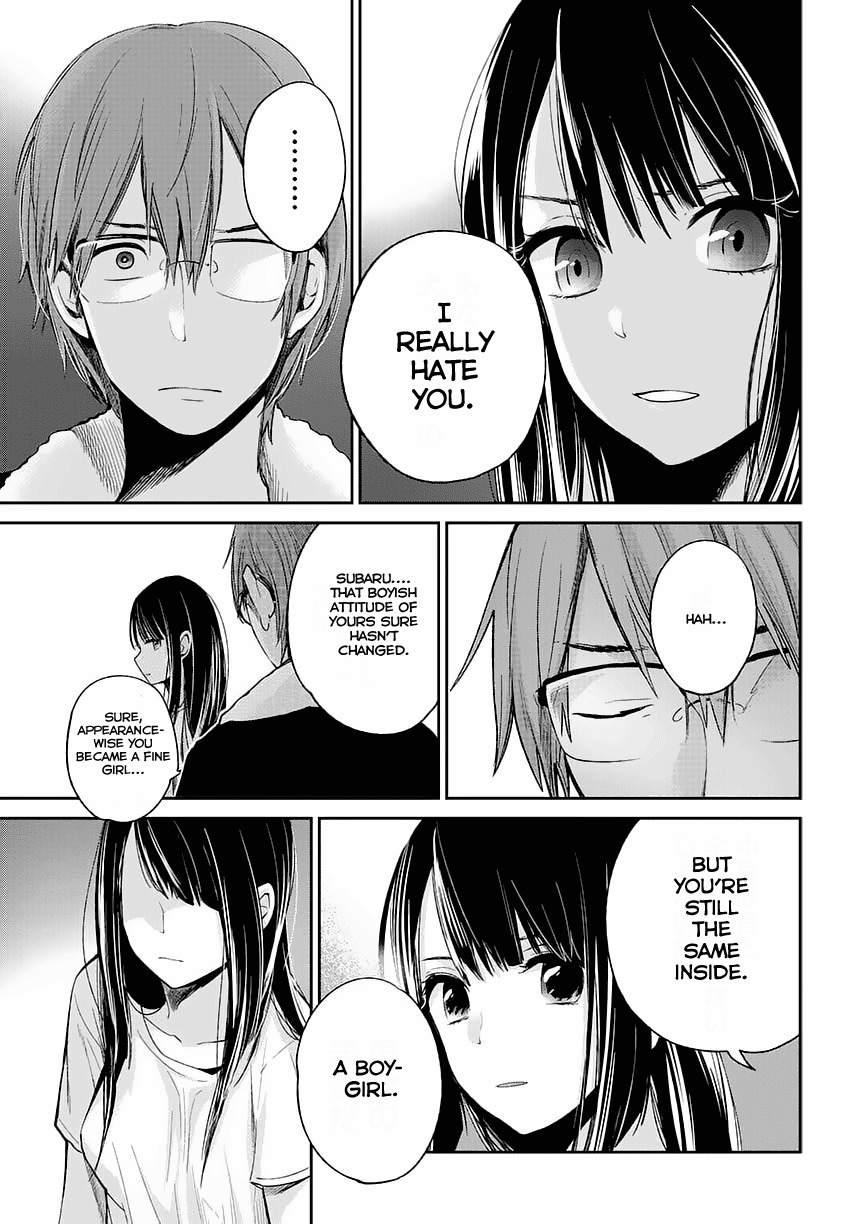 I
REALLY
HATE
YOU.
........
HAH...
SUBARU....
THAT BOYISH
ATTITUDE OF
YOURS SURE
HASN'T
CHANGED.
SURE,
APPEARANCE-
WISE YOU
BECAME A FINE
GIRL...
BUT
YOU'RE
STILL
THE
SAME
INSIDE.
A BOY-
GIRL.